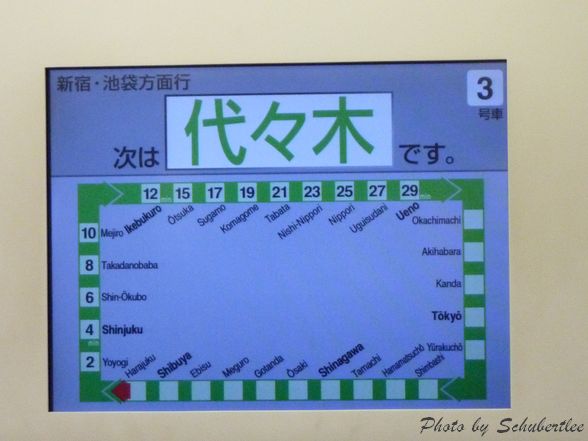 新宿・池袋方面行
3
号車
次は
代々木
です。
12 min 15 17 19 21 23 25 27 29 min
Ikebukuro Ōtsuka Sugamo Komagome Tabata Nishi-Nippori Nippori Uguisudani Ueno
10 Mejiro
8 Takadanobaba
6 Shin-Ōkubo
4 min Shinjuku
2 Yoyogi
Okachimachi
Akihabara
Kanda
Tōkyō
Yūrakuchō
Harajuku Shibuya Ebisu Meguro Gotanda Ōsaki Shinagawa Tamachi Hamamatsuchō Shimbashi
Photo by Schubertlee